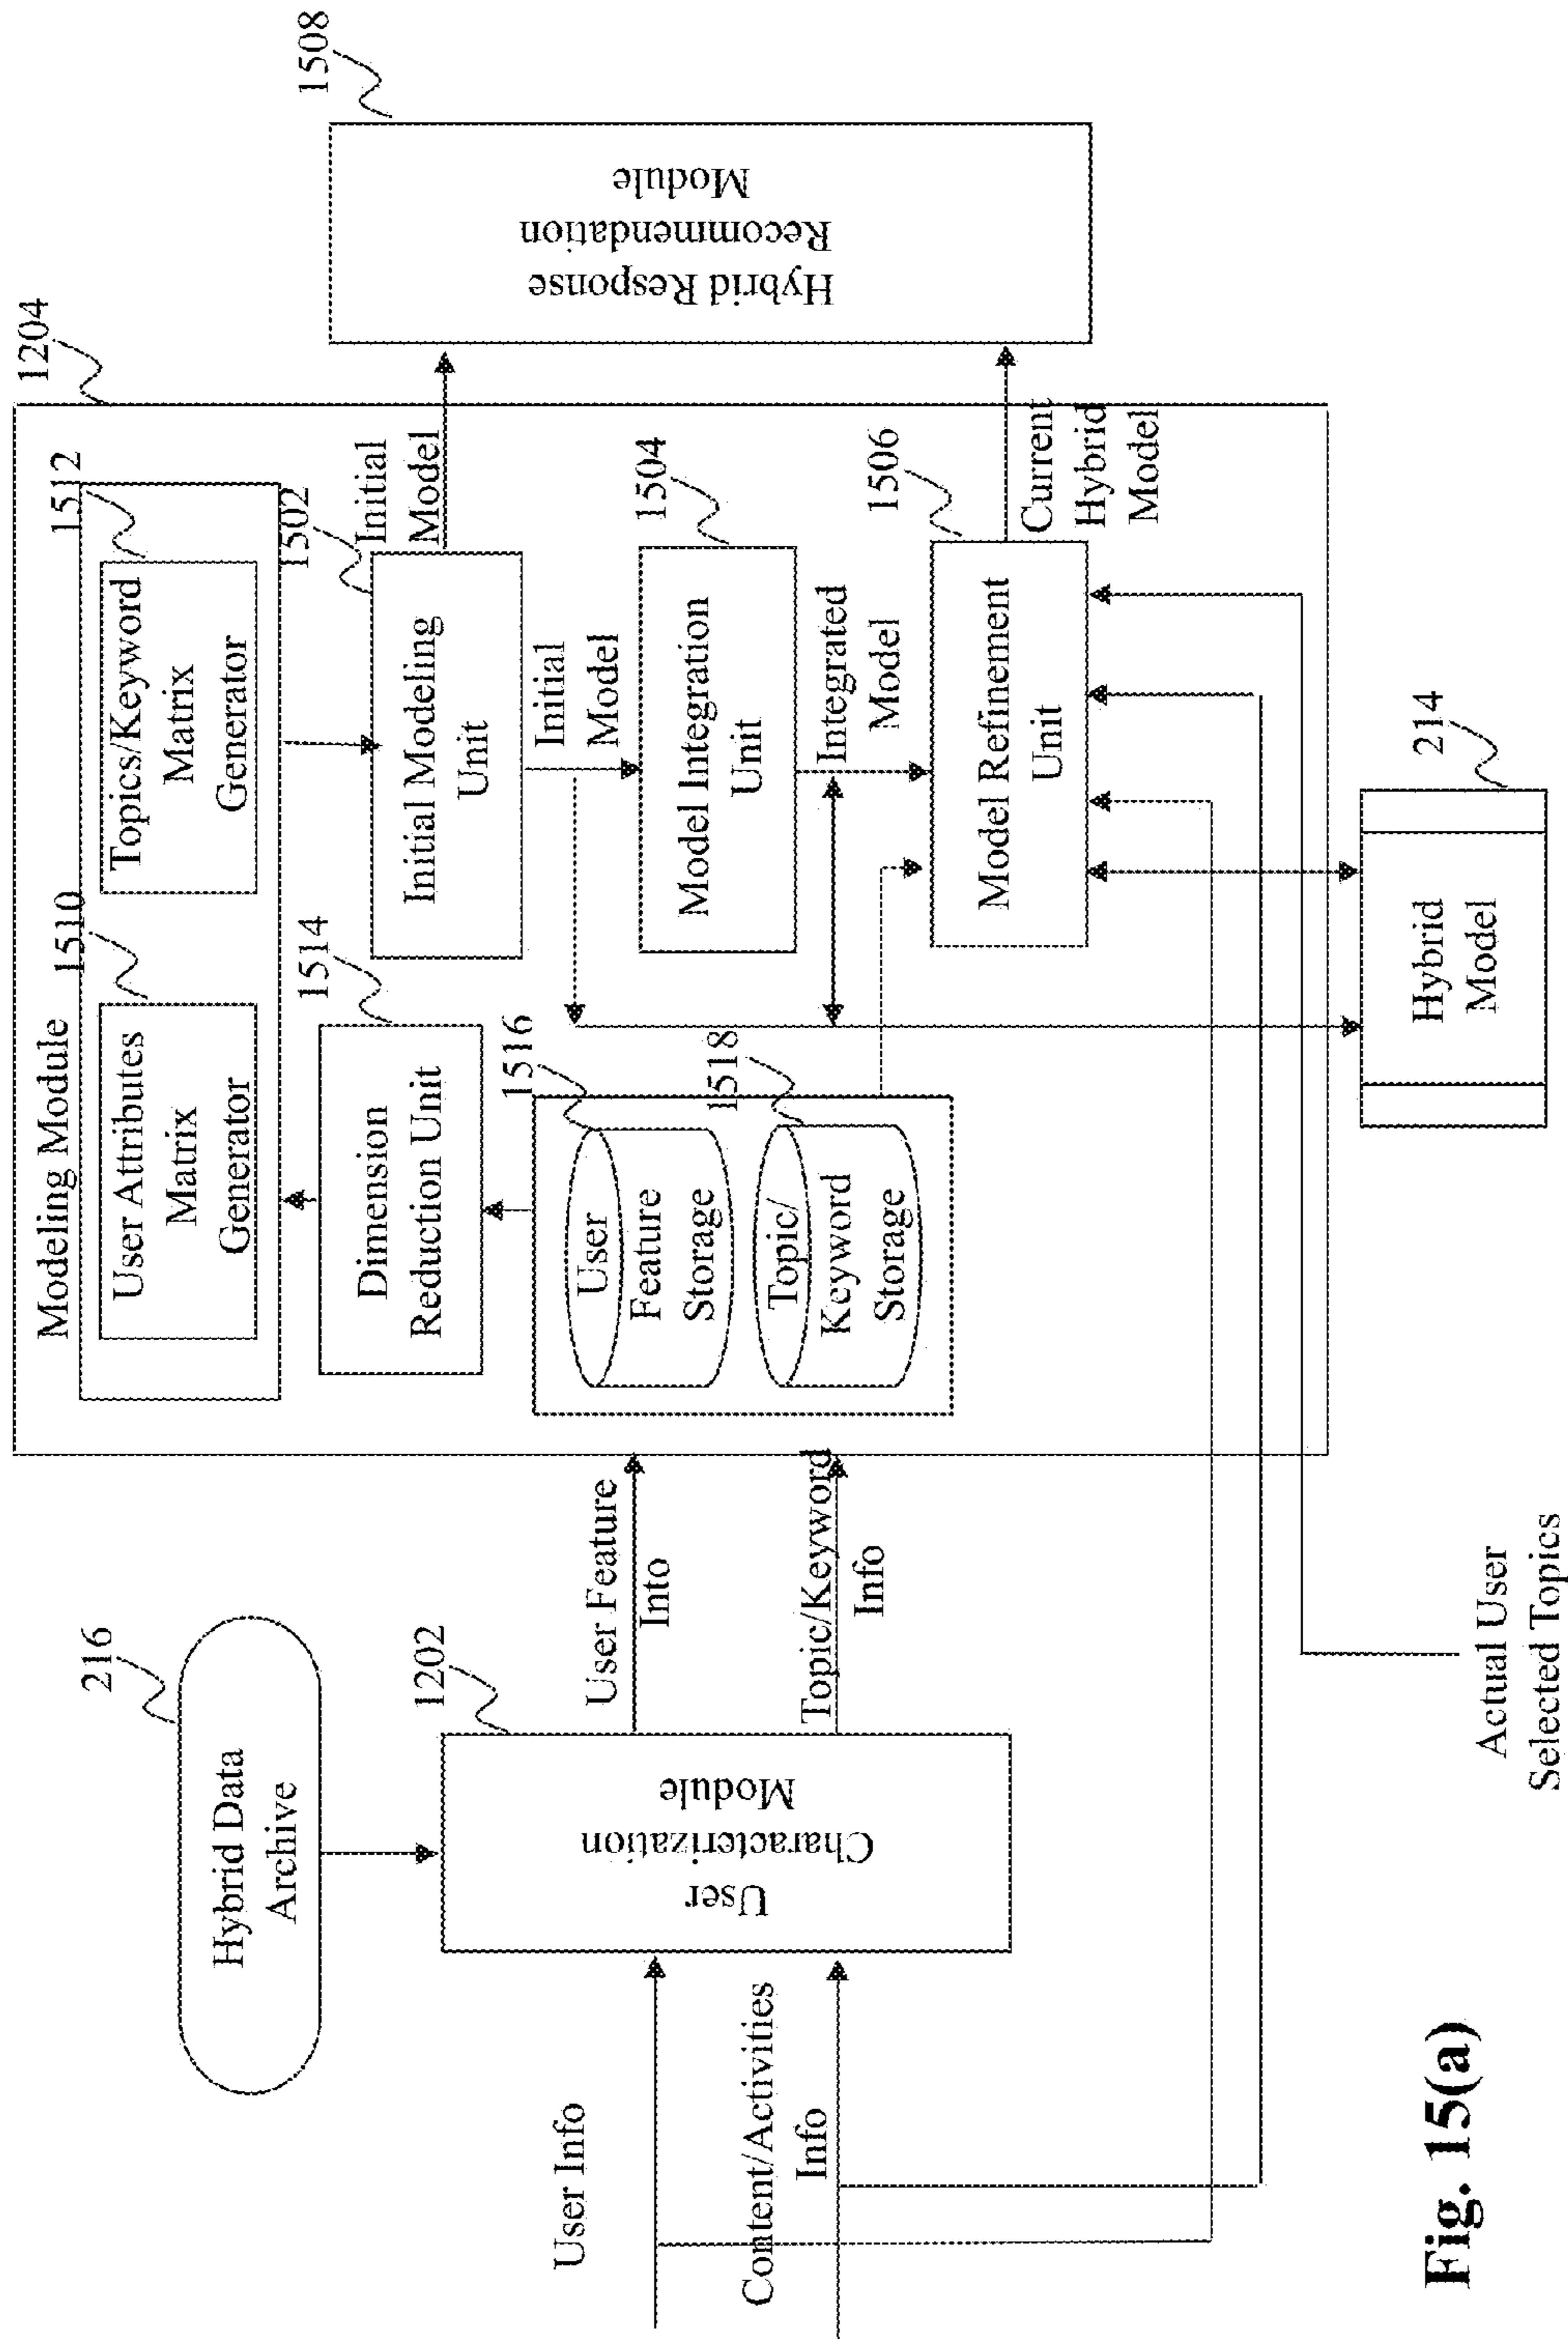 Modeling Module
1204
User Attributes
Matrix
Generator
1510
Topics/Keyword
Matrix
Generator
1512
Dimension
Reduction Unit
1514
Initial Modeling
Unit
1502
Initial
Model
Initial
Model
User
Feature
Storage
1516
Topic/
Keyword
Storage
1518
Model Integration
Unit
1504
Integrated
Model
Model Refinement
Unit
1506
Current
Hybrid
Model
Hybrid Response
Recommendation
Module
1508
Hybrid
Model
214
Hybrid Data
Archive
216
User
Characterization
Module
1202
User Feature
Into
Topic/Keyword
Info
User Info
Content/Activities
Info
Actual User
Selected Topics
Fig. 15(a)